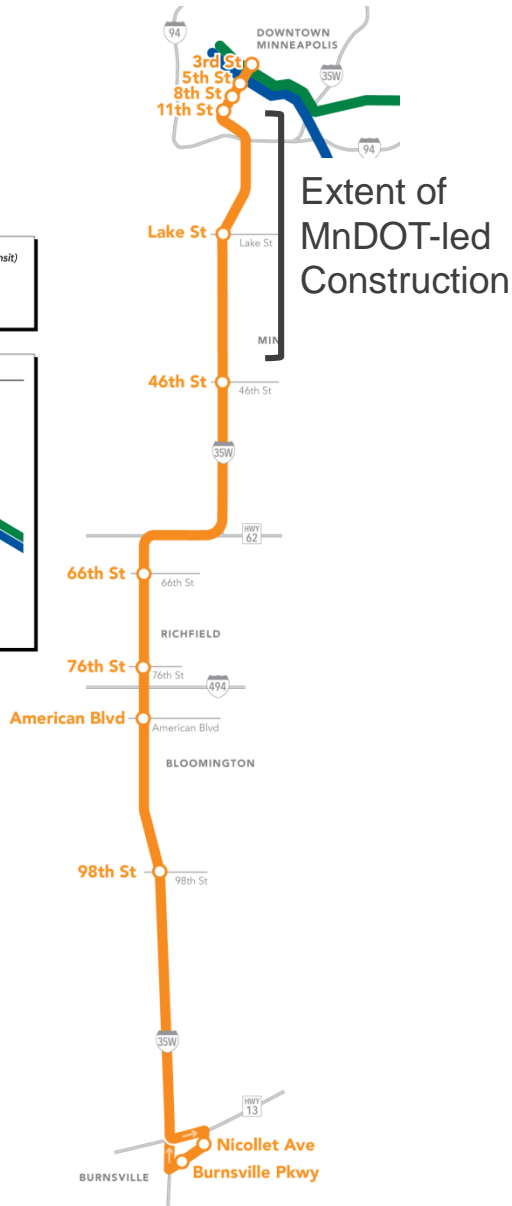 94
DOWNTOWN
MINNEAPOLIS
3rd St
5th St
35W
8th St
11th St
94
Extent of
MnDOT-led
Construction
Lake St
Lake St
nsit)
MIN
46th St
46th St
35W
HWY
62
66th St
66th St
RICHFIELD
76th St
76th St
494
American Blvd
American Blvd
BLOOMINGTON
98th St
98th St
35W
HWY
13
Nicollet Ave
BURNSVILLE
Burnsville Pkwy